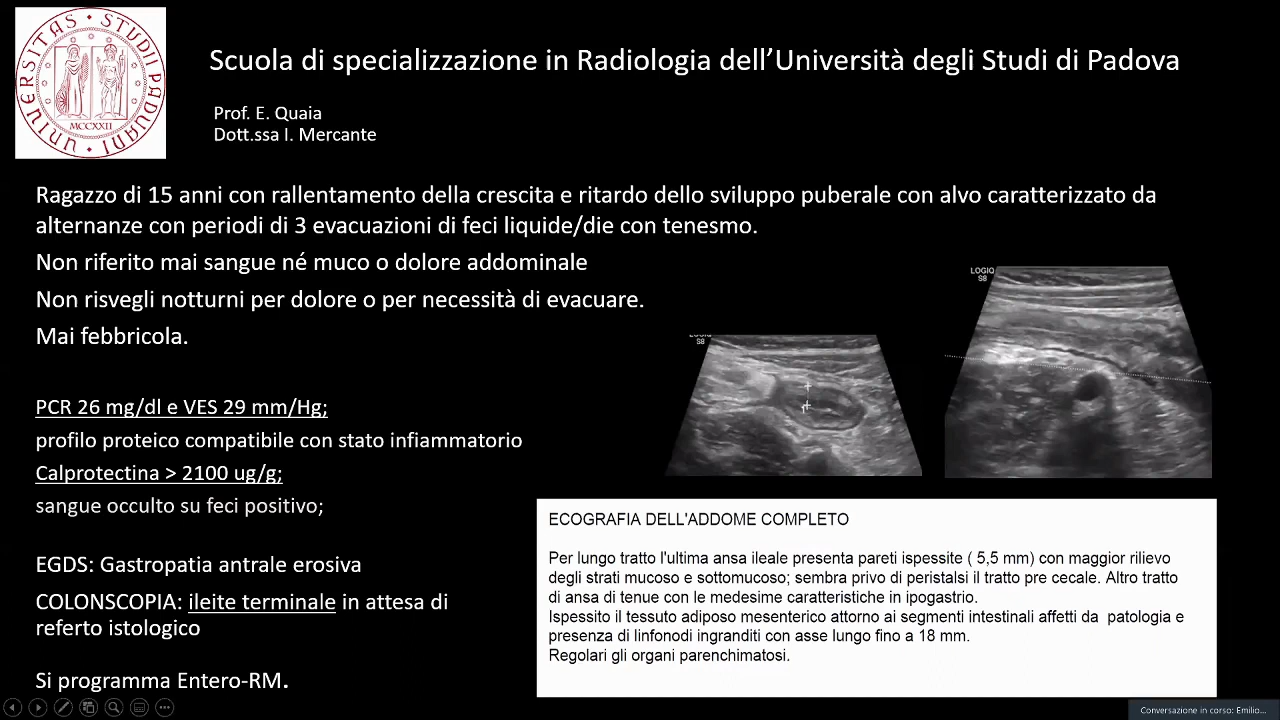 UNIVERSITAS STUDII PADUANI
MCCXXII
Scuola di specializzazione in Radiologia dell'Università degli Studi di Padova
Prof. E. Quaia
Dott.ssa I. Mercante
Ragazzo di 15 anni con rallentamento della crescita e ritardo dello sviluppo puberale con alvo caratterizzato da
alternanze con periodi di 3 evacuazioni di feci liquide/die con tenesmo.
Non riferito mai sangue né muco o dolore addominale
Non risvegli notturni per dolore o per necessità di evacuare.
Mai febbricola.
LOGIQ
S8
LOGIQ
S8
PCR 26 mg/dl e VES 29 mm/Hg;
profilo proteico compatibile con stato infiammatorio
Calprotectina > 2100 ug/g;
sangue occulto su feci positivo;
EGDS: Gastropatia antrale erosiva
COLONSCOPIA: ileite terminale in attesa di
referto istologico
Si programma Entero-RM.
ECOGRAFIA DELL'ADDOME COMPLETO
Per lungo tratto l'ultima ansa ileale presenta pareti ispessite ( 5,5 mm) con maggior rilievo
degli strati mucoso e sottomucoso; sembra privo di peristalsi il tratto pre cecale. Altro tratto
di ansa di tenue con le medesime caratteristiche in ipogastrio.
Ispessito il tessuto adiposo mesenterico attorno ai segmenti intestinali affetti da patologia e
presenza di linfonodi ingranditi con asse lungo fino a 18 mm.
Regolari gli organi parenchimatosi.
Conversazione in corso: Emilio...